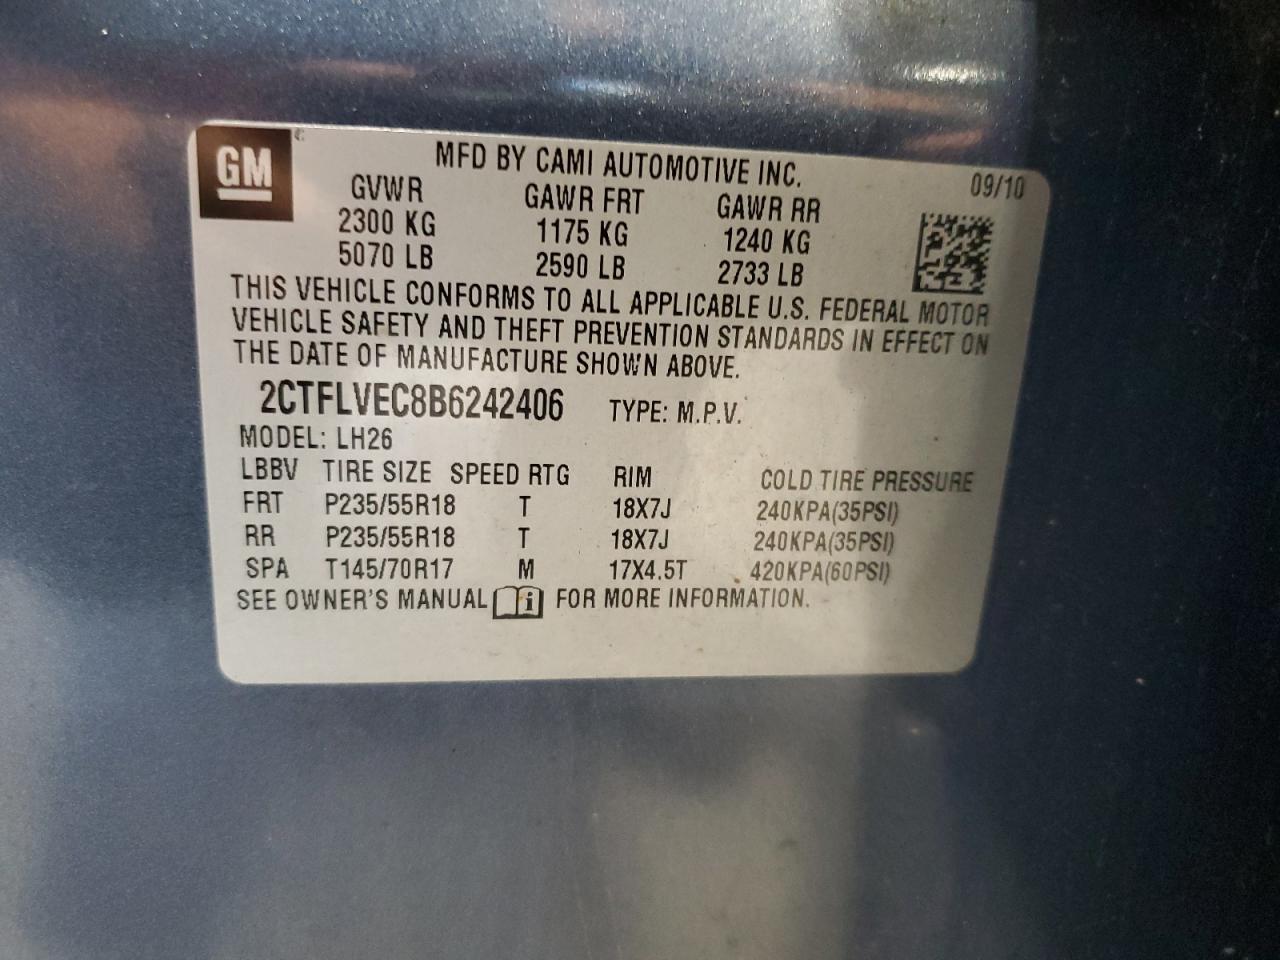 GM
MFD BY CAMI AUTOMOTIVE INC.
09/10
GVWR GAWR FRT GAWR RR
2300 KG 1175 KG 1240 KG
5070 LB 2590 LB 2733 LB
THIS VEHICLE CONFORMS TO ALL APPLICABLE U.S. FEDERAL MOTOR
VEHICLE SAFETY AND THEFT PREVENTION STANDARDS IN EFFECT ON
THE DATE OF MANUFACTURE SHOWN ABOVE.
2CTFLVEC8B6242406 TYPE: M.P.V.
MODEL: LH26
LBBV TIRE SIZE SPEED RTG RIM COLD TIRE PRESSURE
FRT P235/55R18 T 18X7J 240KPA(35PSI)
RR P235/55R18 T 18X7J 240KPA(35PSI)
SPA T145/70R17 M 17X4.5T 420KPA(60PSI)
SEE OWNER'S MANUAL i FOR MORE INFORMATION.